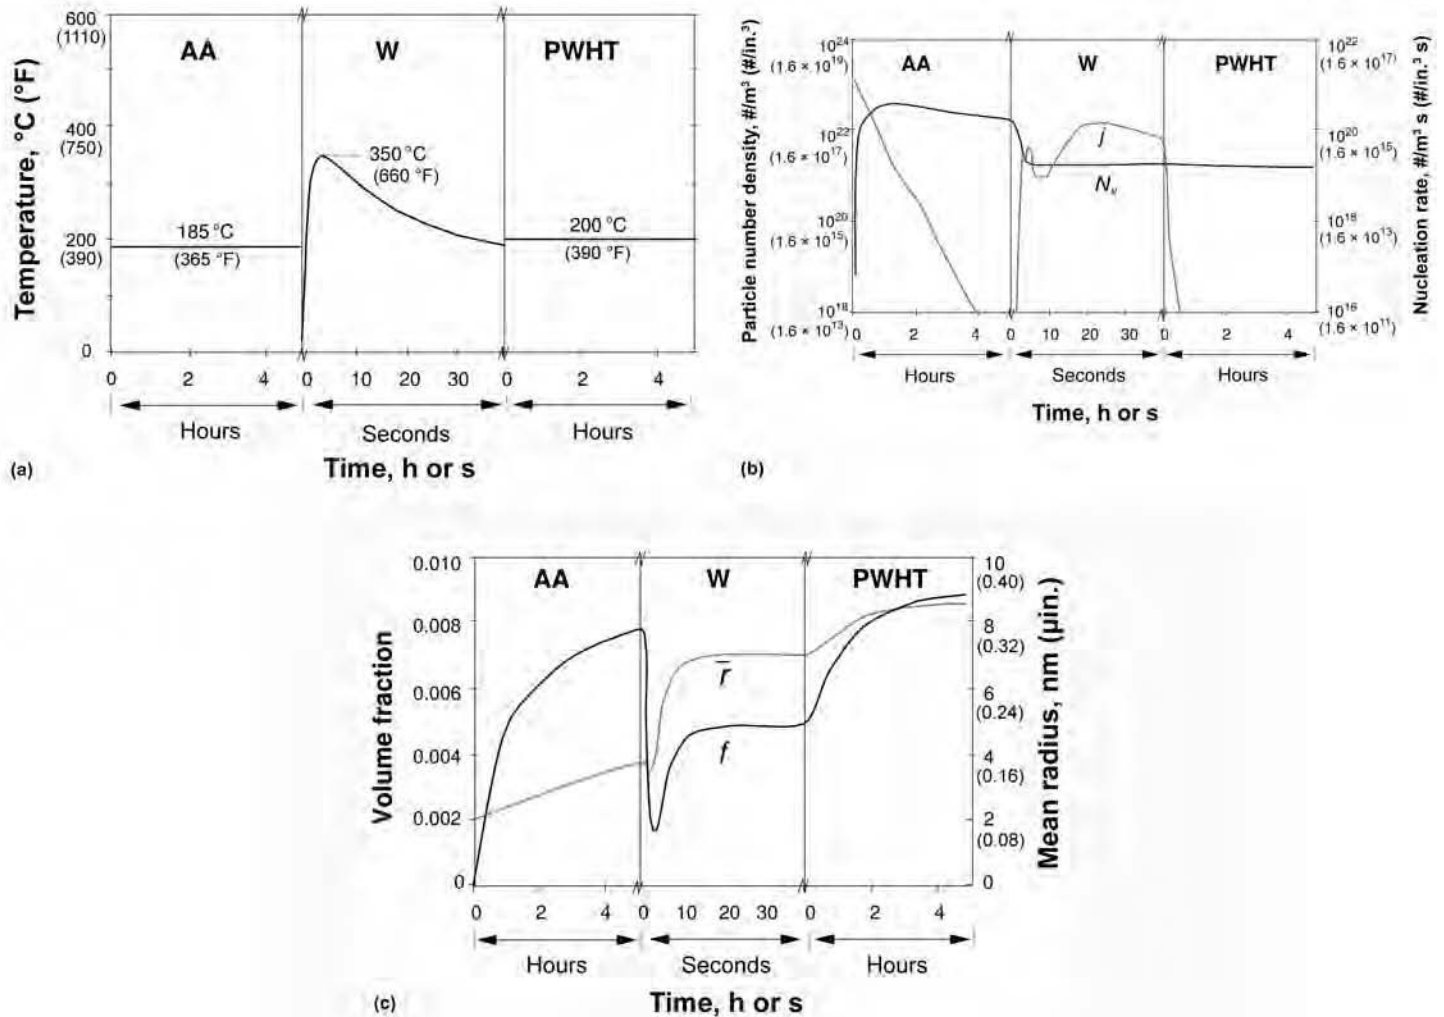 600
(1110)
400
(750)
200
(390)
0
Temperature, °C (°F)
AA
W
PWHT
350 °C
(660 °F)
185 °C
(365 °F)
200 °C
(390 °F)
0 2 4 0 10 20 30 0 2 4
Hours
Seconds
Hours
(a)
Time, h or s
Particle number density, #/m³ (#/in.³)
10²⁴
(1.6 × 10¹⁹)
10²²
(1.6 × 10¹⁷)
10²⁰
(1.6 × 10¹⁵)
10¹⁸
(1.6 × 10¹³)
AA
W
PWHT
j
Nᵥ
10²²
(1.6 × 10¹⁷)
10²⁰
(1.6 × 10¹⁵)
10¹⁸
(1.6 × 10¹³)
10¹⁶
(1.6 × 10¹¹)
Nucleation rate, #/m³ s (#/in.³ s)
0 2 4 0 10 20 30 0 2 4
Hours
Seconds
Hours
Time, h or s
(b)
0.010
0.008
0.006
0.004
0.002
0
Volume fraction
AA
W
PWHT
r̅
f
10
(0.40)
8
(0.32)
6
(0.24)
4
(0.16)
2
(0.08)
0
Mean radius, nm (μin.)
0 2 4 0 10 20 30 0 2 4
Hours
Seconds
Hours
(c)
Time, h or s